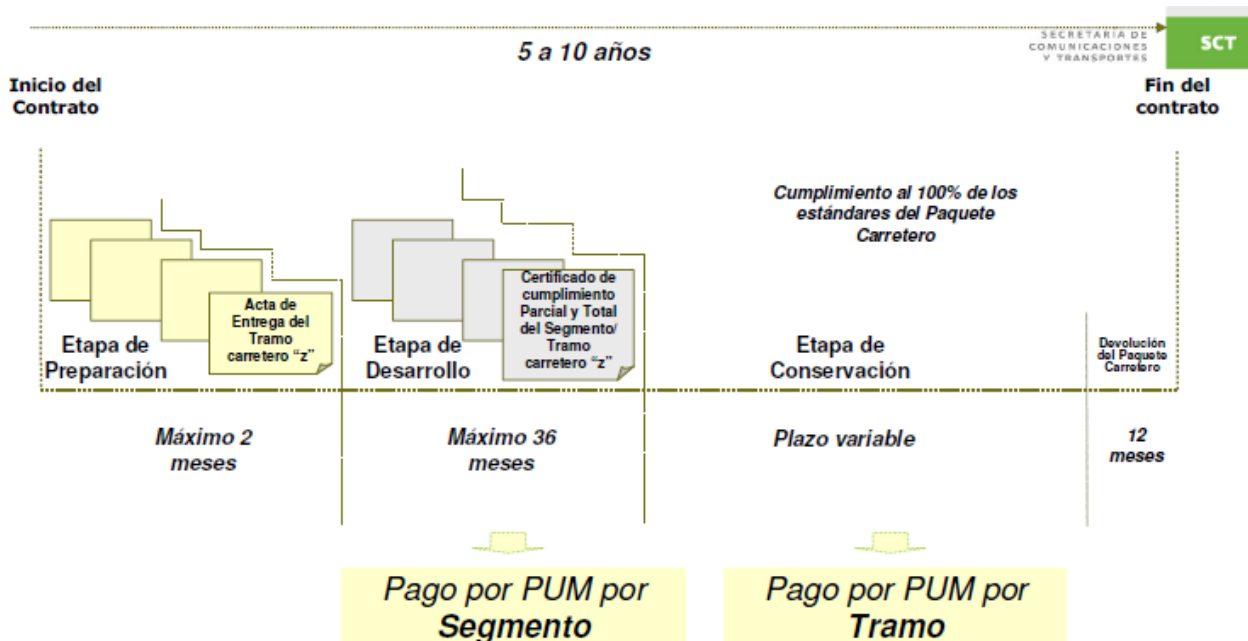 5 a 10 años
SECRETARÍA DE
COMUNICACIONES
Y TRANSPORTES
SCT
Inicio del
Contrato
Fin del
contrato
Cumplimiento al 100% de los
estándares del Paquete
Carretero
Acta de
Entrega del
Tramo
carretero “z”
Certificado de
cumplimiento
Parcial y Total
del Segmento/
Tramo
carretero “z”
Etapa de
Preparación
Etapa de
Desarrollo
Etapa de
Conservación
Devolución
del Paquete
Carretero
Máximo 2
meses
Máximo 36
meses
Plazo variable
12
meses
Pago por PUM por
Segmento
Pago por PUM por
Tramo